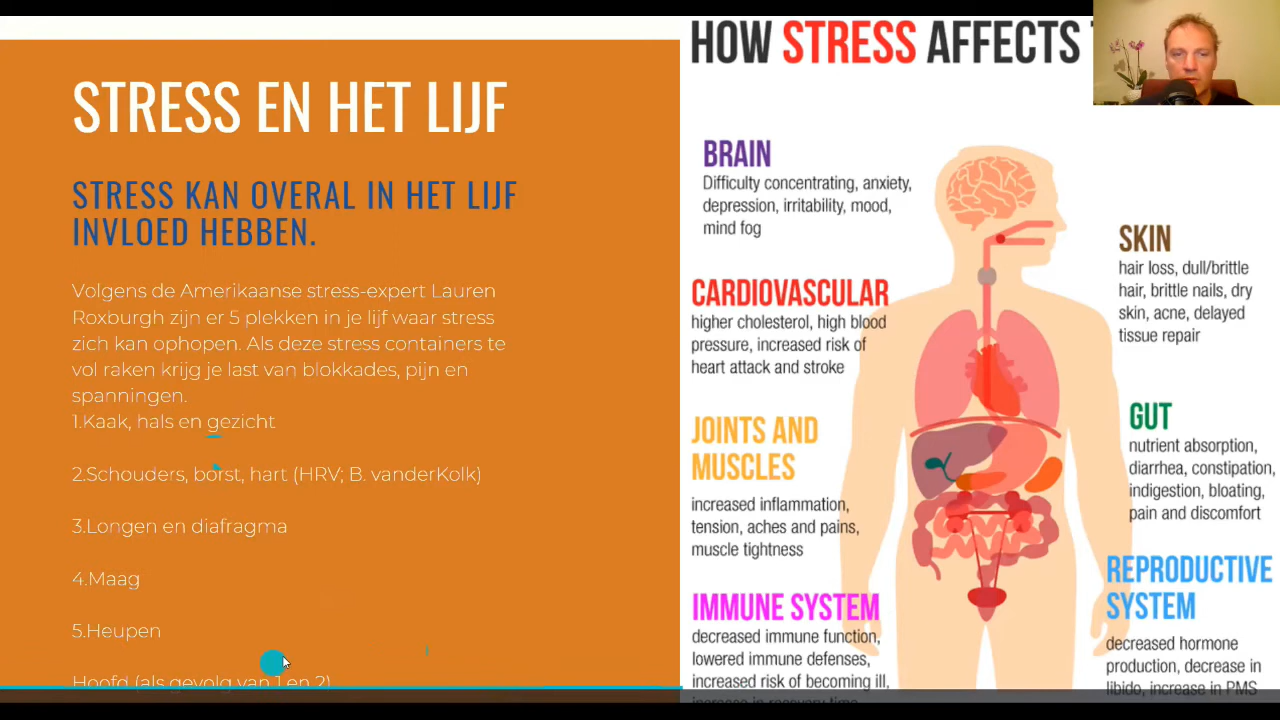 STRESS EN HET LIJF
STRESS KAN OVERAL IN HET LIJF
INVLOED HEBBEN.
Volgens de Amerikaanse stress-expert Lauren
Roxburgh zijn er 5 plekken in je lijf waar stress
zich kan ophopen. Als deze stress containers te
vol raken krijg je last van blokkades, pijn en
spanningen.
1.Kaak, hals en gezicht
2.Schouders, borst, hart (HRV; B. vanderKolk)
3.Longen en diafragma
4.Maag
5.Heupen
Hoofd (als gevolg van 1 en 2)
HOW STRESS AFFECTS
BRAIN
Difficulty concentrating, anxiety,
depression, irritability, mood,
mind fog
CARDIOVASCULAR
higher cholesterol, high blood
pressure, increased risk of
heart attack and stroke
JOINTS AND
MUSCLES
increased inflammation,
tension, aches and pains,
muscle tightness
IMMUNE SYSTEM
decreased immune function,
lowered immune defenses,
increased risk of becoming ill,
increase in recovery time
SKIN
hair loss, dull/brittle
hair, brittle nails, dry
skin, acne, delayed
tissue repair
GUT
nutrient absorption,
diarrhea, constipation,
indigestion, bloating,
pain and discomfort
REPRODUCTIVE
SYSTEM
decreased hormone
production, decrease in
libido, increase in PMS